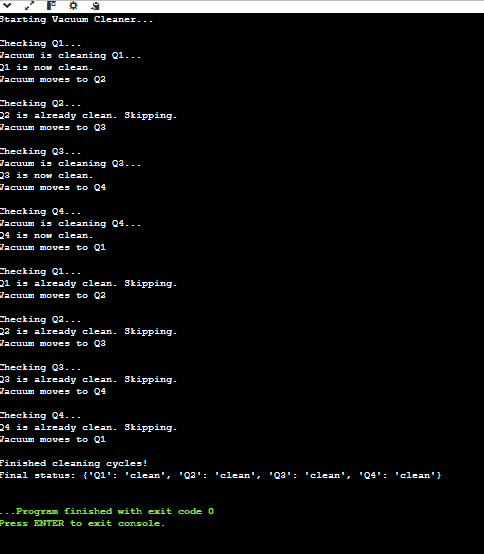 Starting Vacuum Cleaner...
Checking Q1...
Vacuum is cleaning Q1...
Q1 is now clean.
Vacuum moves to Q2
Checking Q2...
Q2 is already clean. Skipping.
Vacuum moves to Q3
Checking Q3...
Vacuum is cleaning Q3...
Q3 is now clean.
Vacuum moves to Q4
Checking Q4...
Vacuum is cleaning Q4...
Q4 is now clean.
Vacuum moves to Q1
Checking Q1...
Q1 is already clean. Skipping.
Vacuum moves to Q2
Checking Q2...
Q2 is already clean. Skipping.
Vacuum moves to Q3
Checking Q3...
Q3 is already clean. Skipping.
Vacuum moves to Q4
Checking Q4...
Q4 is already clean. Skipping.
Vacuum moves to Q1
Finished cleaning cycles!
Final status: {'Q1': 'clean', 'Q2': 'clean', 'Q3': 'clean', 'Q4': 'clean'}
...Program finished with exit code 0
Press ENTER to exit console.